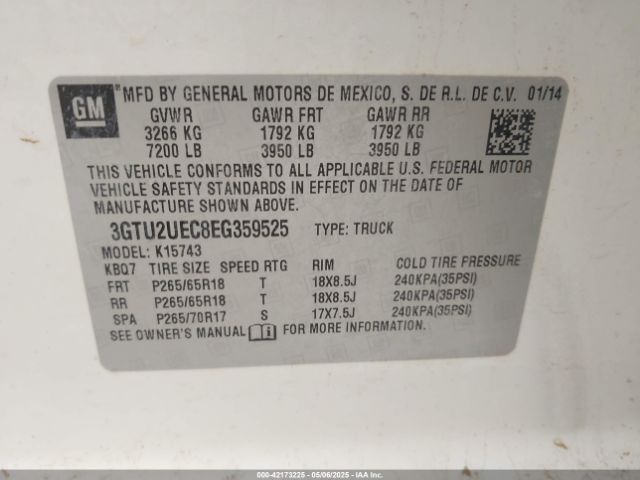 GM
® MFD BY GENERAL MOTORS DE MEXICO, S. DE R.L. DE C.V. 01/14
GVWR GAWR FRT GAWR RR
3266 KG 1792 KG 1792 KG
7200 LB 3950 LB 3950 LB
THIS VEHICLE CONFORMS TO ALL APPLICABLE U.S. FEDERAL MOTOR
VEHICLE SAFETY STANDARDS IN EFFECT ON THE DATE OF
MANUFACTURE SHOWN ABOVE.
3GTU2UEC8EG359525 TYPE: TRUCK
MODEL: K15743
KBQ7 TIRE SIZE SPEED RTG RIM COLD TIRE PRESSURE
FRT P265/65R18 T 18X8.5J 240KPA(35PSI)
RR P265/65R18 T 18X8.5J 240KPA(35PSI)
SPA P265/70R17 S 17X7.5J 240KPA(35PSI)
SEE OWNER'S MANUAL FOR MORE INFORMATION.
000-42173225 - 05/06/2025 - IAAI.COM